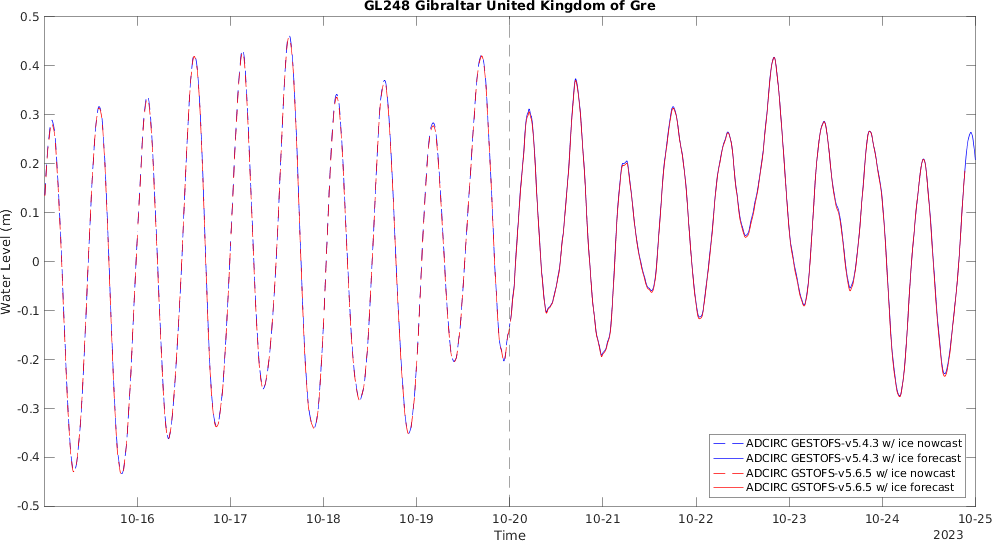 GL248 Gibraltar United Kingdom of Gre
0.5
0.4
0.3
0.2
0.1
0
-0.1
-0.2
-0.3
-0.4
-0.5
Water Level (m)
ADCIRC GESTOFS-v5.4.3 w/ ice nowcast
ADCIRC GESTOFS-v5.4.3 w/ ice forecast
ADCIRC GSTOFS-v5.6.5 w/ ice nowcast
ADCIRC GSTOFS-v5.6.5 w/ ice forecast
10-16 10-17 10-18 10-19 10-20 10-21 10-22 10-23 10-24 10-25
Time
2023